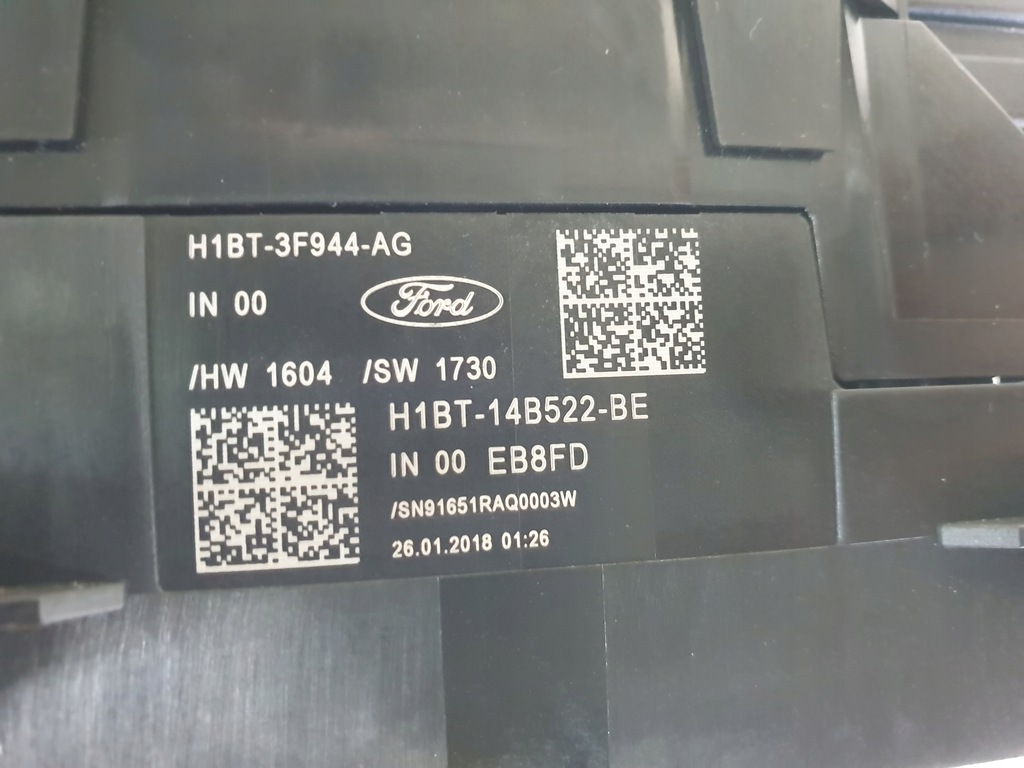 H1BT-3F944-AG
IN 00
Ford
/HW 1604 /SW 1730
H1BT-14B522-BE
IN 00 EB8FD
/SN91651RAQ0003W
26.01.2018 01:26